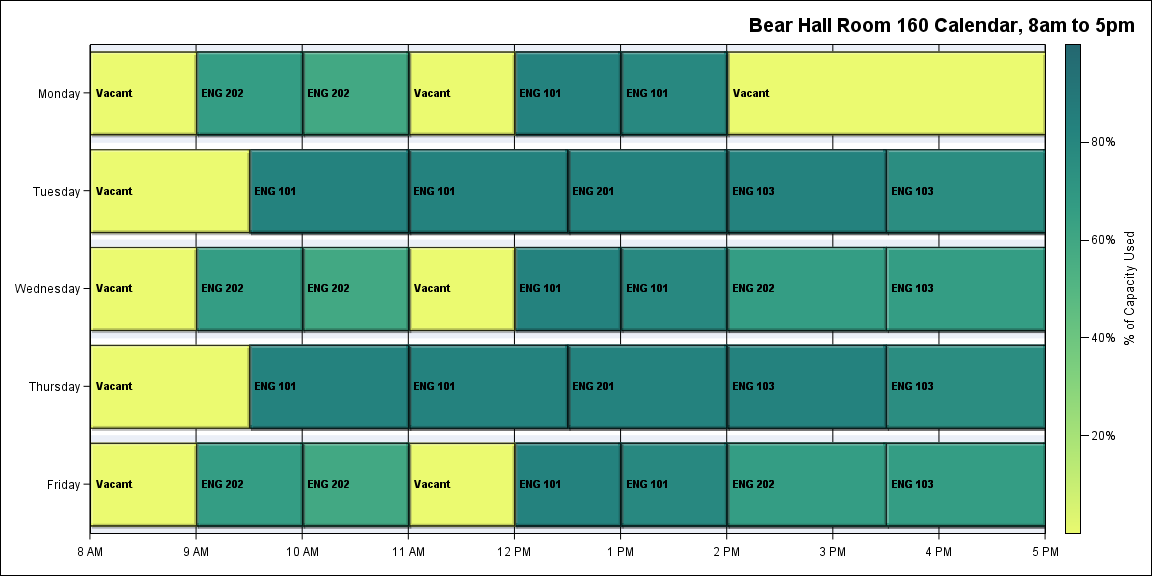 Bear Hall Room 160 Calendar, 8am to 5pm
Monday
Vacant
ENG 202
ENG 202
Vacant
ENG 101
ENG 101
Vacant
Tuesday
Vacant
ENG 101
ENG 101
ENG 201
ENG 103
ENG 103
Wednesday
Vacant
ENG 202
ENG 202
Vacant
ENG 101
ENG 101
ENG 202
ENG 103
Thursday
Vacant
ENG 101
ENG 101
ENG 201
ENG 103
ENG 103
Friday
Vacant
ENG 202
ENG 202
Vacant
ENG 101
ENG 101
ENG 202
ENG 103
8 AM
9 AM
10 AM
11 AM
12 PM
1 PM
2 PM
3 PM
4 PM
5 PM
80%
60%
40%
20%
% of Capacity Used